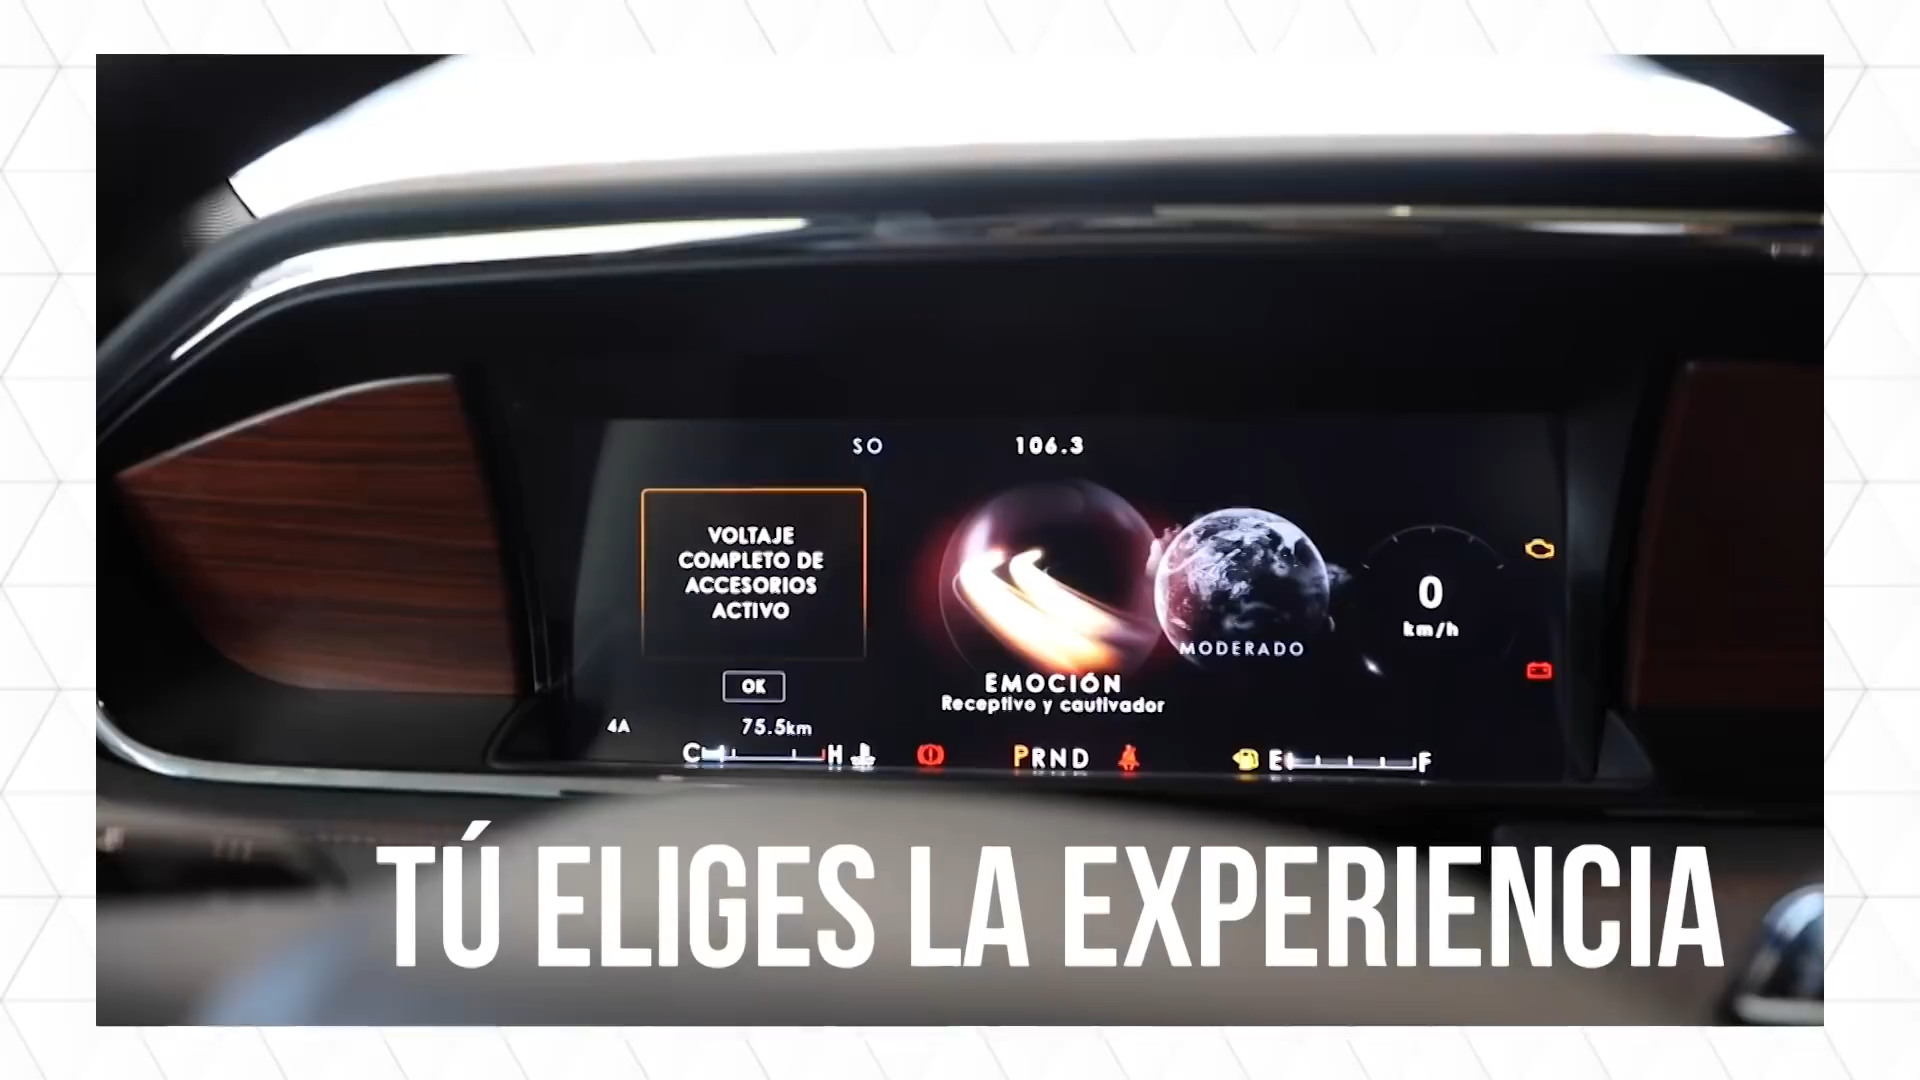 SO
106.3
VOLTAJE
COMPLETO DE
ACCESORIOS
ACTIVO
OK
MODERADO
0
km/h
EMOCIÓN
Receptivo y cautivador
4A
75.5km
C
H
PRND
E
F
TÚ ELIGES LA EXPERIENCIA